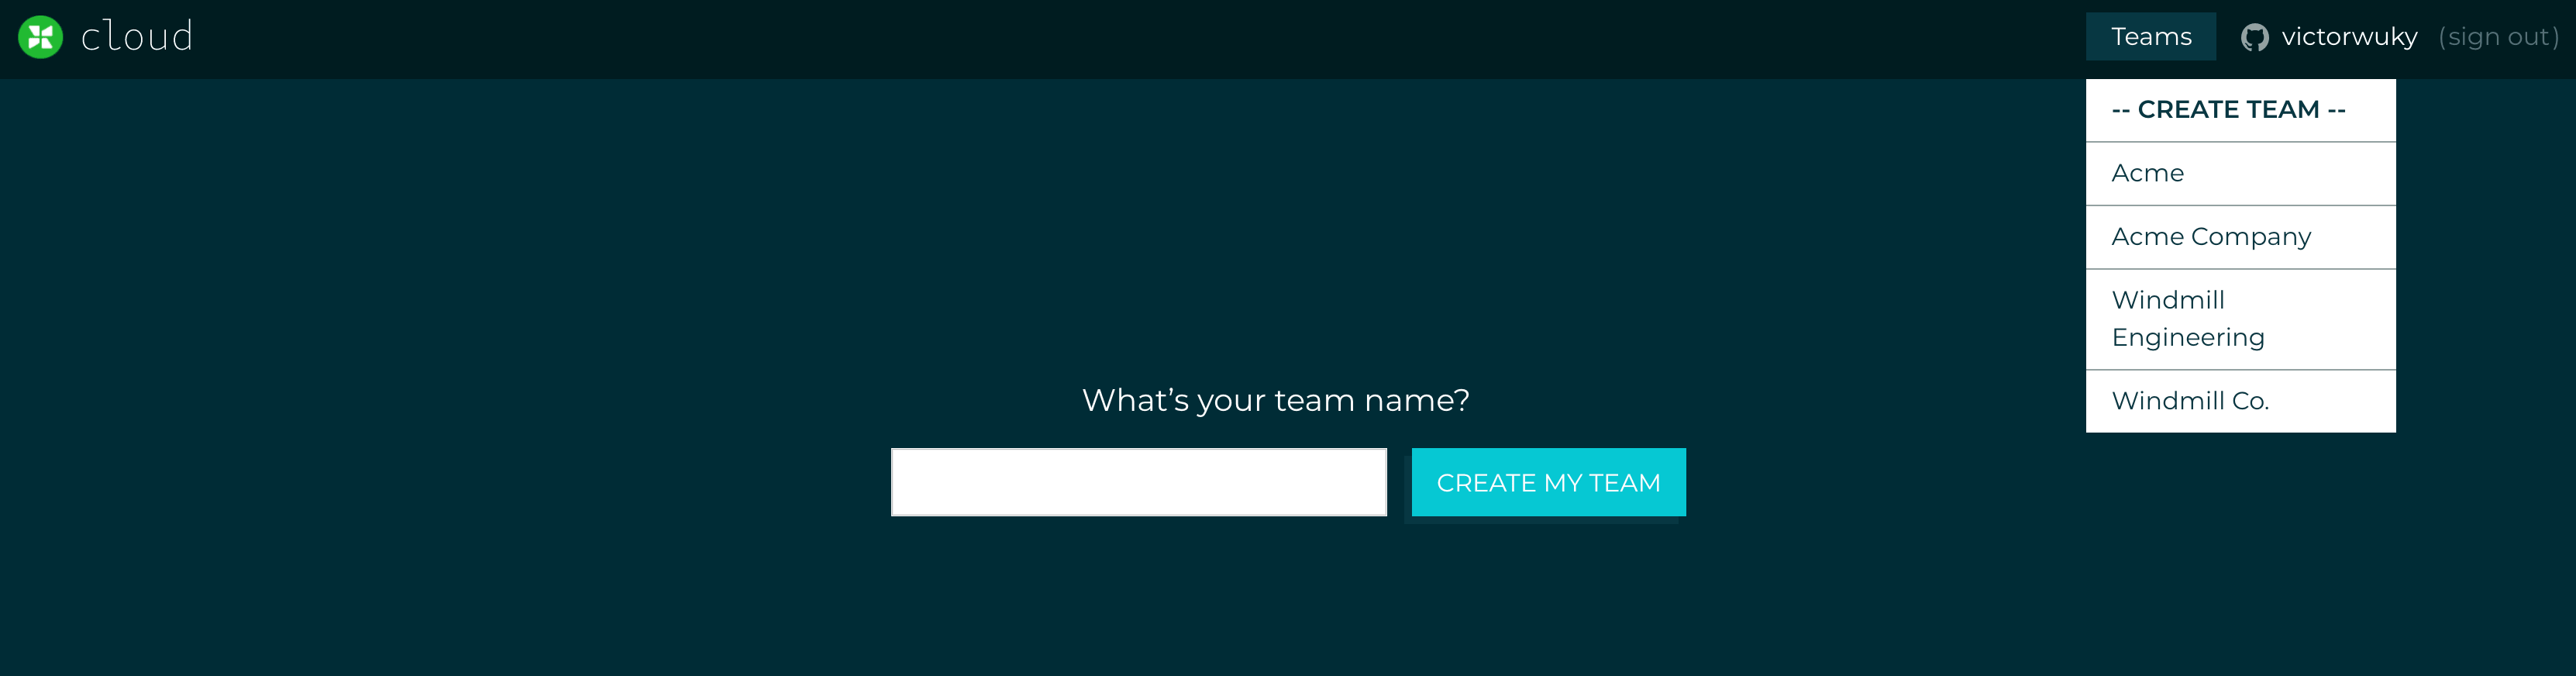 cloud
Teams
victorwuky
(sign out)
-- CREATE TEAM --
Acme
Acme Company
Windmill
Engineering
Windmill Co.
What’s your team name?
CREATE MY TEAM